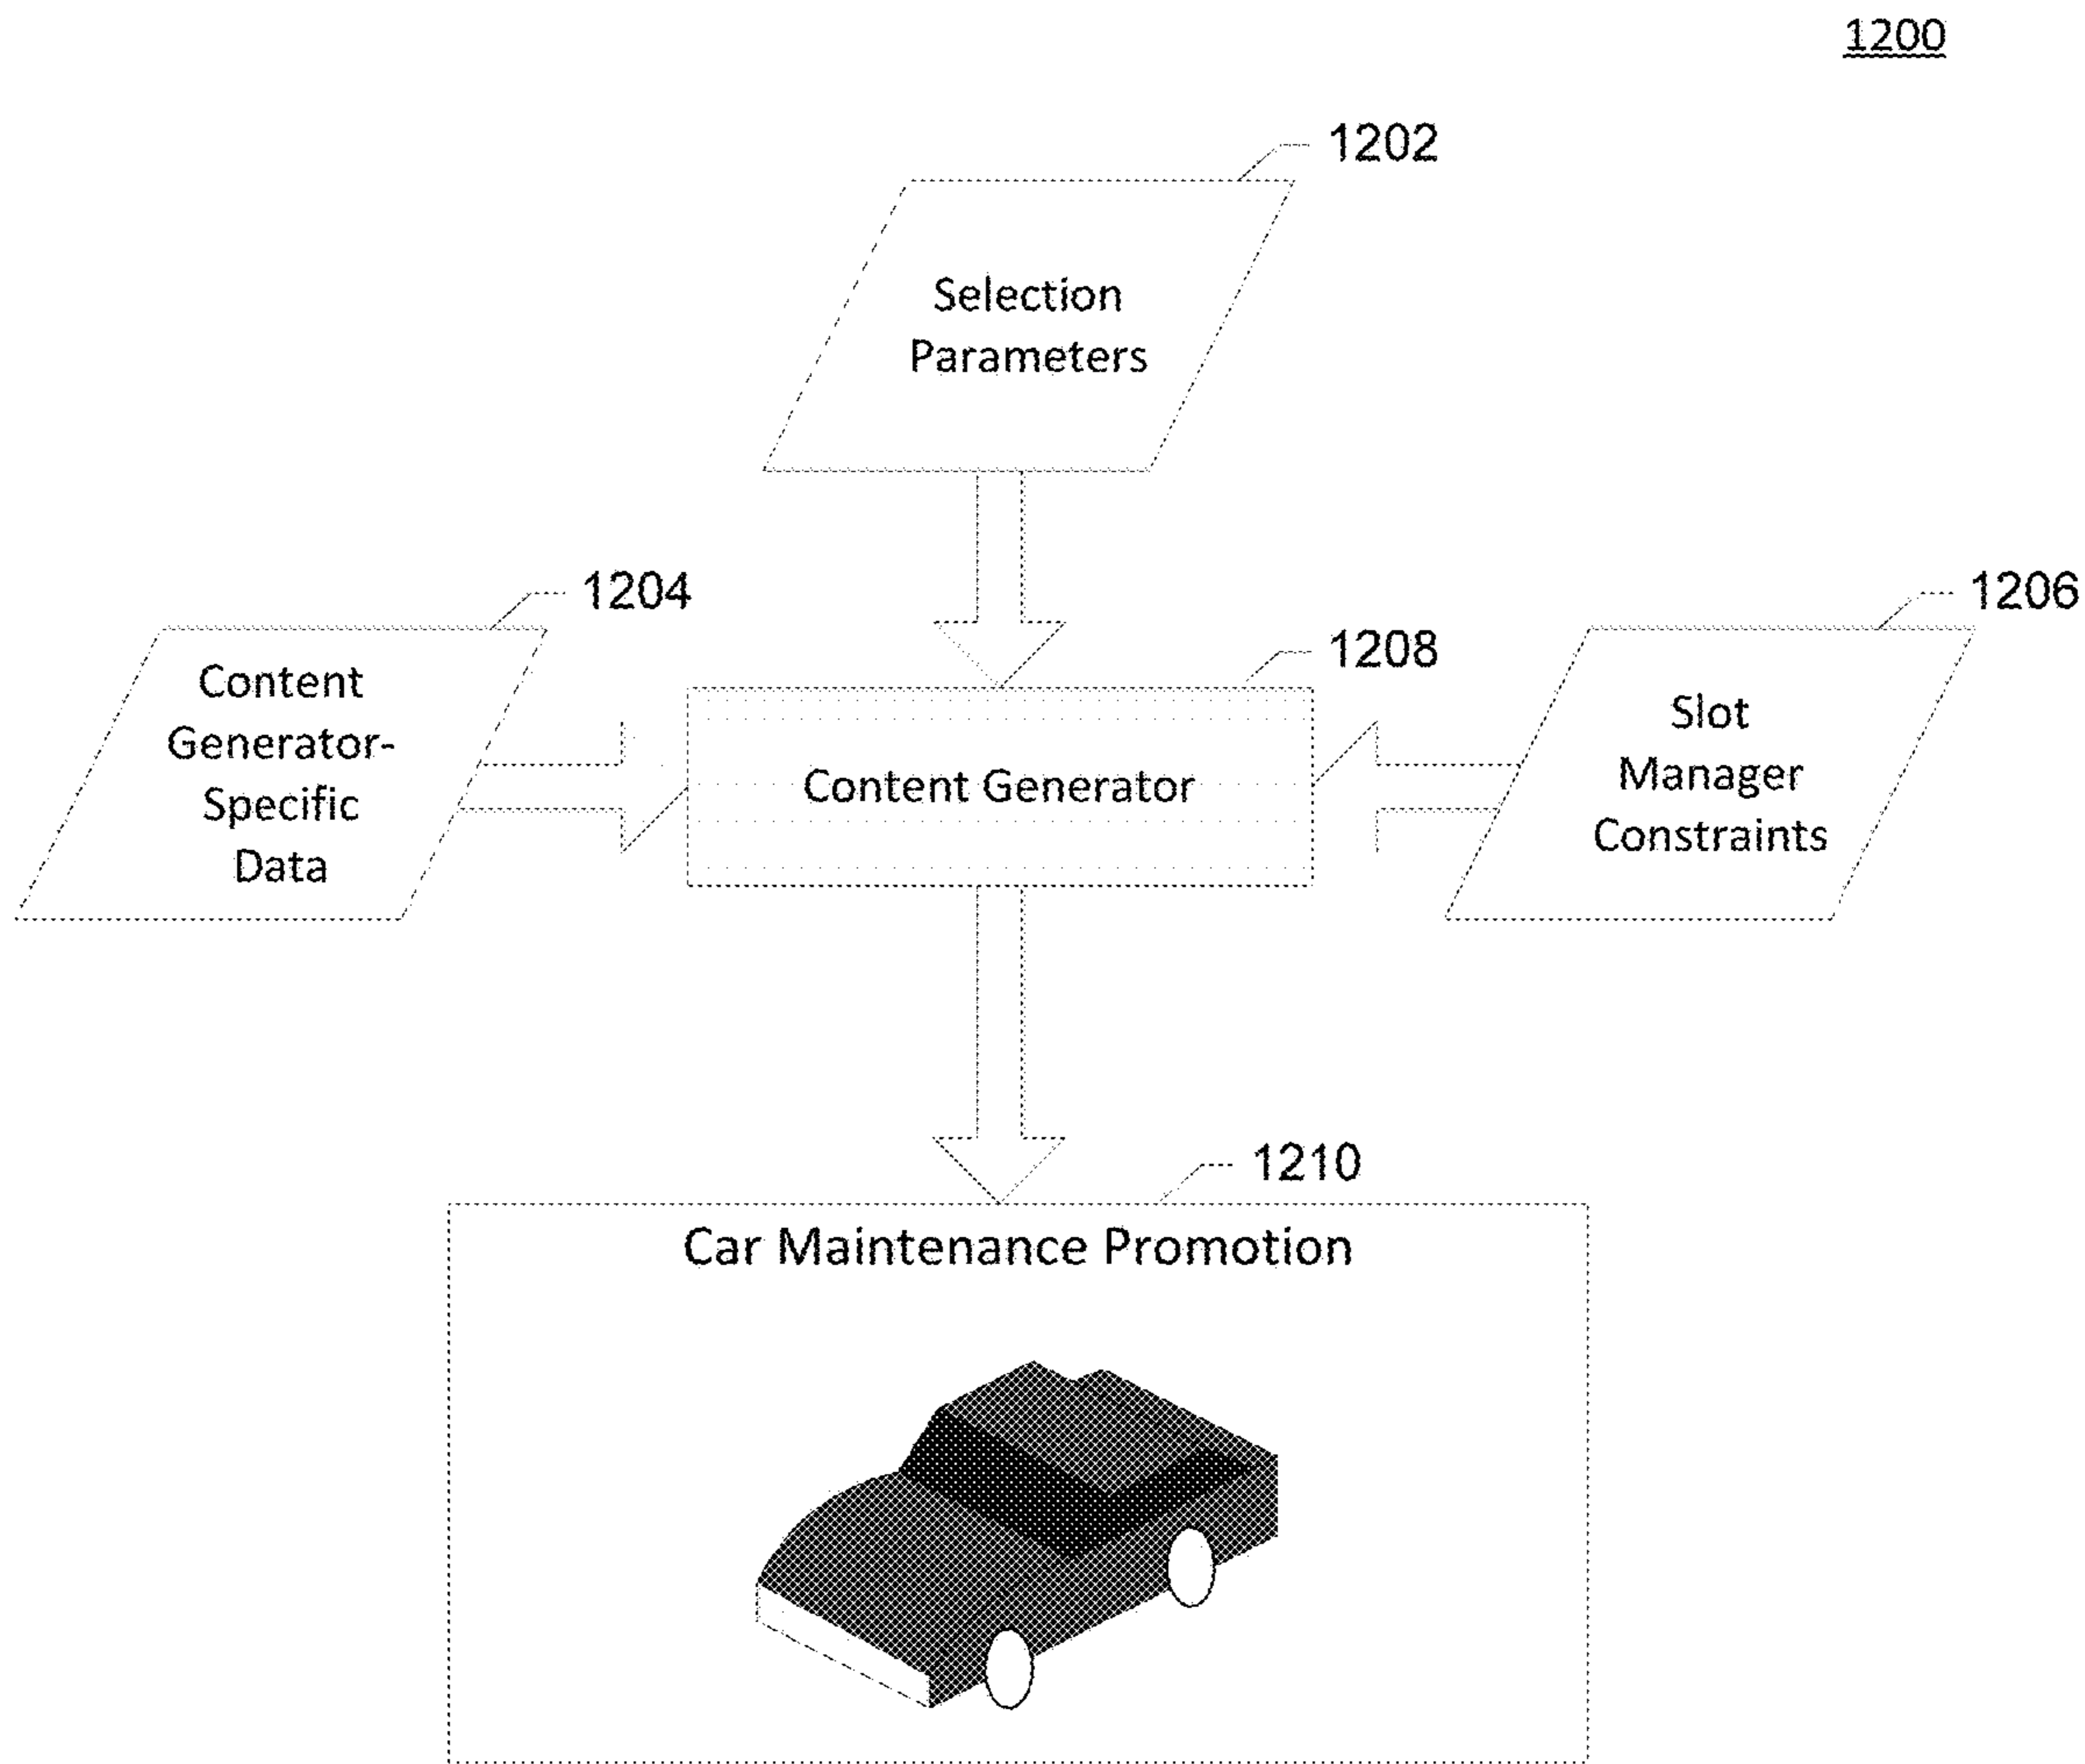 1200
1202
Selection
Parameters
1204
Content
Generator-
Specific
Data
1208
Content Generator
1206
Slot
Manager
Constraints
1210
Car Maintenance Promotion